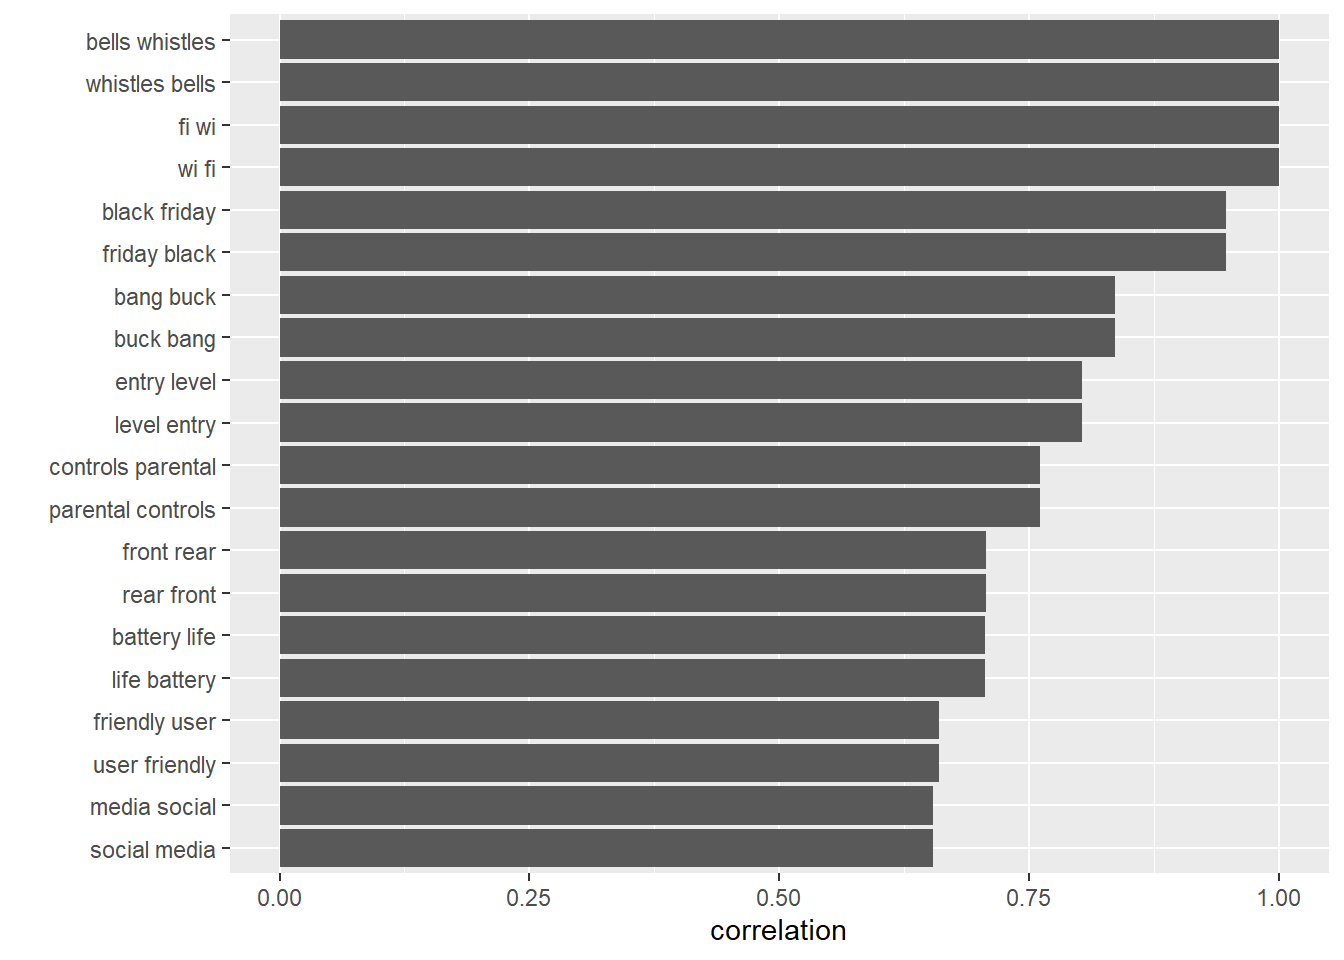 bells whistles
whistles bells
fi wi
wi fi
black friday
friday black
bang buck
buck bang
entry level
level entry
controls parental
parental controls
front rear
rear front
battery life
life battery
friendly user
user friendly
media social
social media
0.00 0.25 0.50 0.75 1.00
correlation